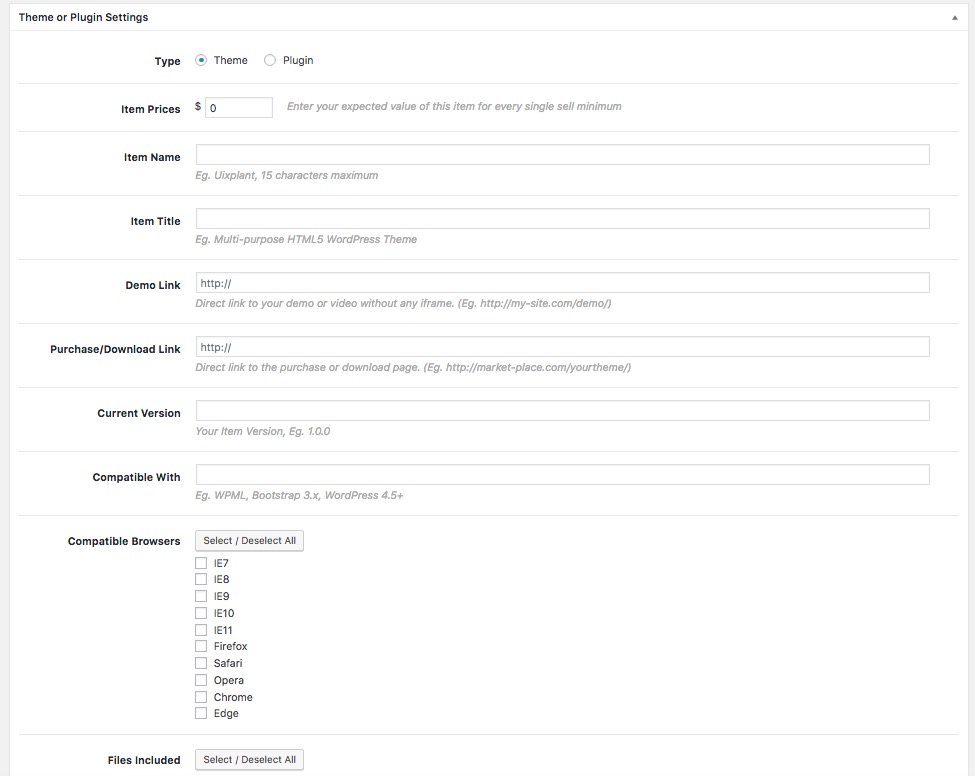 Theme or Plugin Settings
Type Theme Plugin
Item Prices $ 0 Enter your expected value of this item for every single sell minimum
Item Name
Eg. Uixplant, 15 characters maximum
Item Title
Eg. Multi-purpose HTML5 WordPress Theme
Demo Link http://
Direct link to your demo or video without any iframe. (Eg. http://my-site.com/demo/)
Purchase/Download Link http://
Direct link to the purchase or download page. (Eg. http://market-place.com/yourtheme/)
Current Version
Your Item Version, Eg. 1.0.0
Compatible With
Eg. WPML, Bootstrap 3.x, WordPress 4.5+
Compatible Browsers Select / Deselect All
IE7
IE8
IE9
IE10
IE11
Firefox
Safari
Opera
Chrome
Edge
Files Included Select / Deselect All